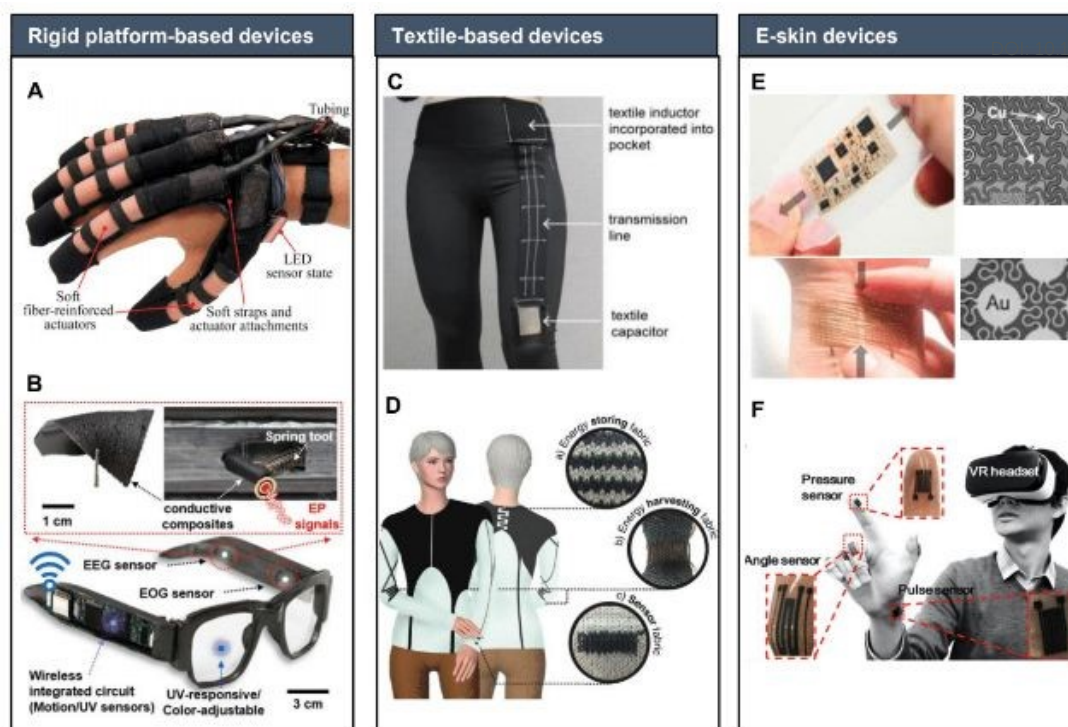 Rigid platform-based devices
A
Tubing
LED
sensor state
Soft
fiber-reinforced
actuators
Soft straps and
actuator attachments
B
Spring tool
1 cm
conductive
composites
EP
signals
EEG sensor
EOG sensor
Wireless
integrated circuit
(Motion/UV sensors)
UV-responsive/
Color-adjustable
3 cm
Textile-based devices
C
textile inductor
incorporated into
pocket
transmission
line
textile
capacitor
D
a) Energy storing fabric
b) Energy harvesting fabric
c) Sensor fabric
E-skin devices
E
Cu
Au
F
VR headset
Pressure
sensor
Angle sensor
Pulse sensor